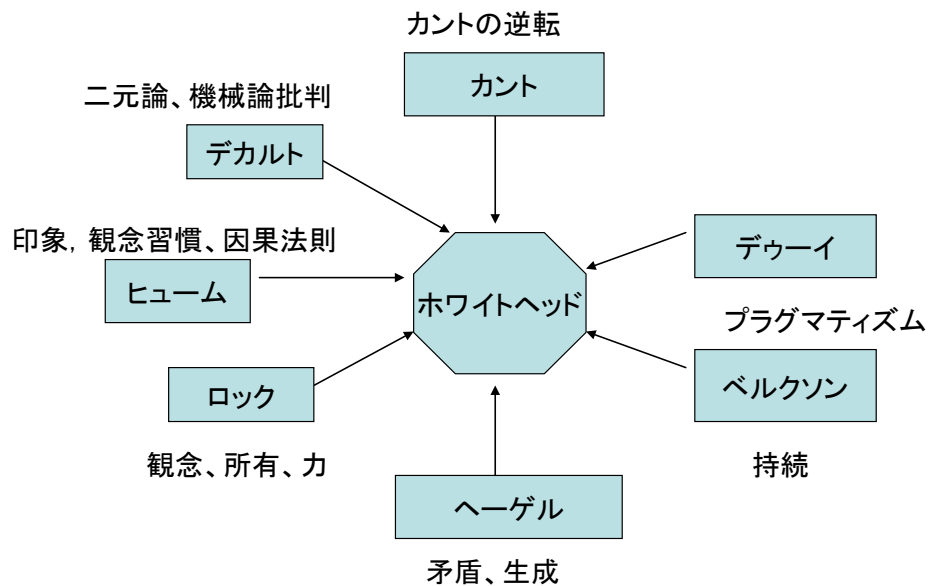 カントの逆転
カント
二元論、機械論批判
デカルト
印象, 観念習慣、因果法則
ヒューム
デゥーイ
ホワイトヘッド
プラグマティズム
ロック
ベルクソン
観念、所有、力
持続
ヘーゲル
矛盾、生成